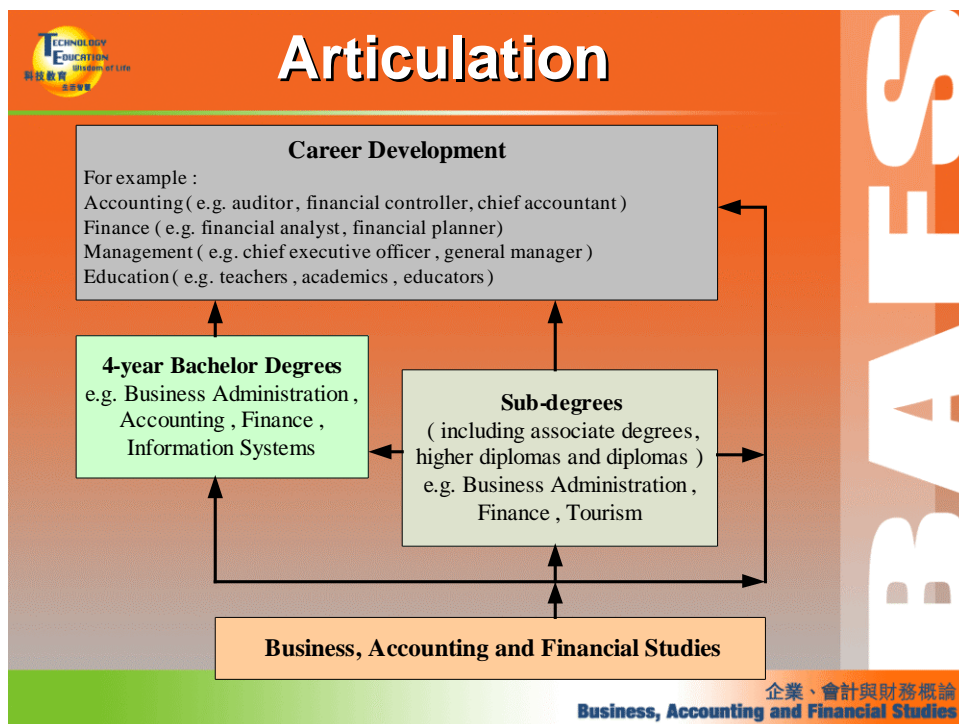 TECHNOLOGY
EDUCATION
Wisdom of Life
科技教育
生活智慧
Articulation
Career Development
For example :
Accounting ( e.g. auditor , financial controller, chief accountant )
Finance ( e.g. financial analyst, financial planner)
Management ( e.g. chief executive officer , general manager )
Education ( e.g. teachers , academics , educators )
4-year Bachelor Degrees
e.g. Business Administration ,
Accounting , Finance ,
Information Systems
Sub-degrees
( including associate degrees,
higher diplomas and diplomas )
e.g. Business Administration ,
Finance , Tourism
Business, Accounting and Financial Studies
BAFS
企業、會計與財務概論
Business, Accounting and Financial Studies